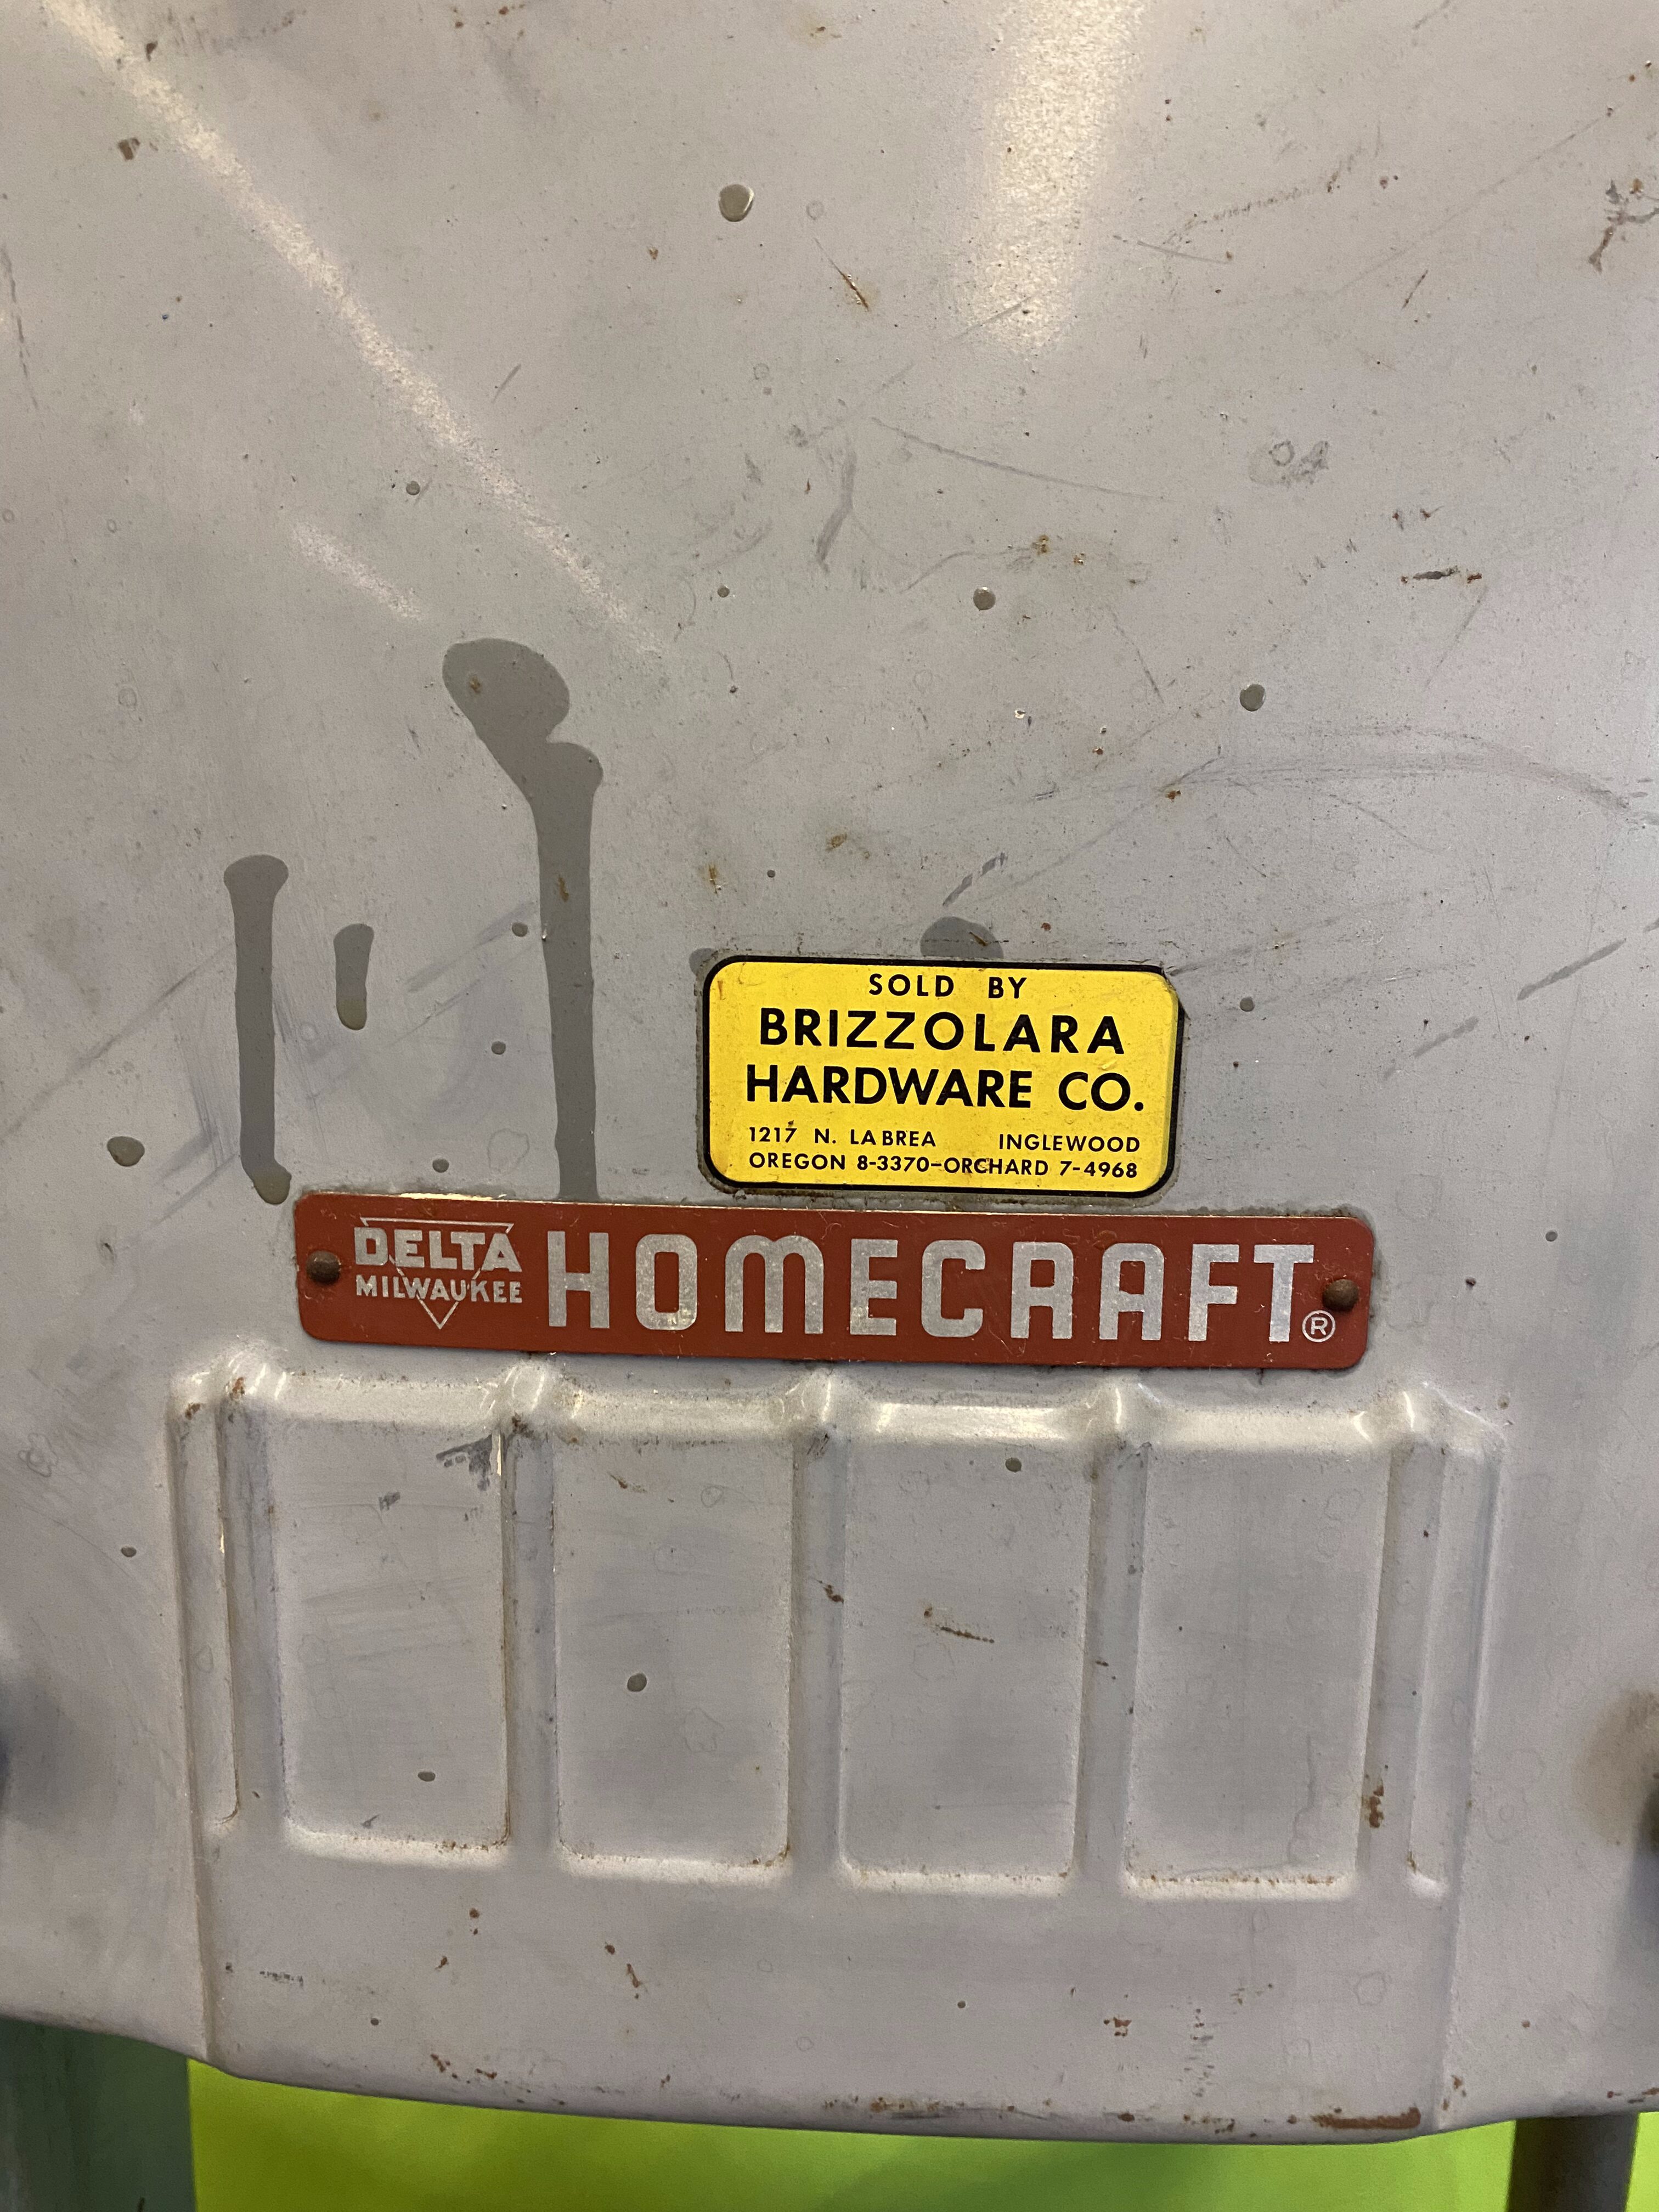 SOLD BY
BRIZZOLARA
HARDWARE CO.
1217 N. LA BREA INGLEWOOD
OREGON 8-3370-ORCHARD 7-4968
DELTA
MILWAUKEE
HOMECRAFT®